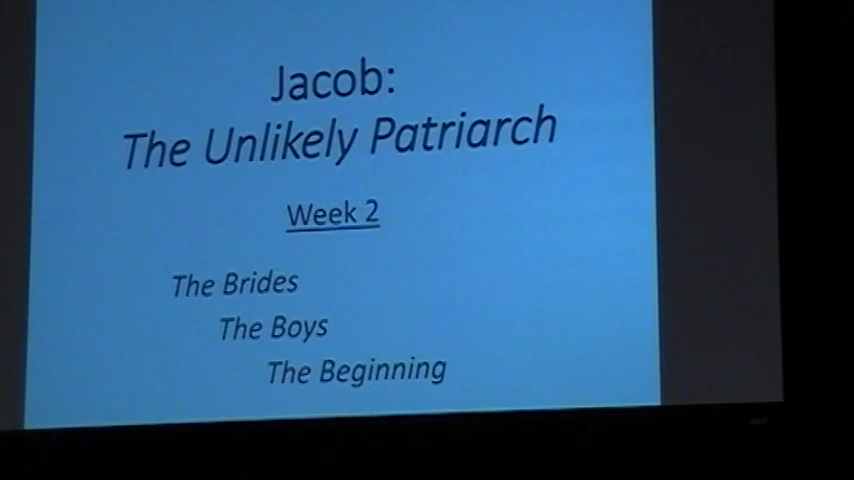 Jacob:
The Unlikely Patriarch
Week 2
The Brides
The Boys
The Beginning